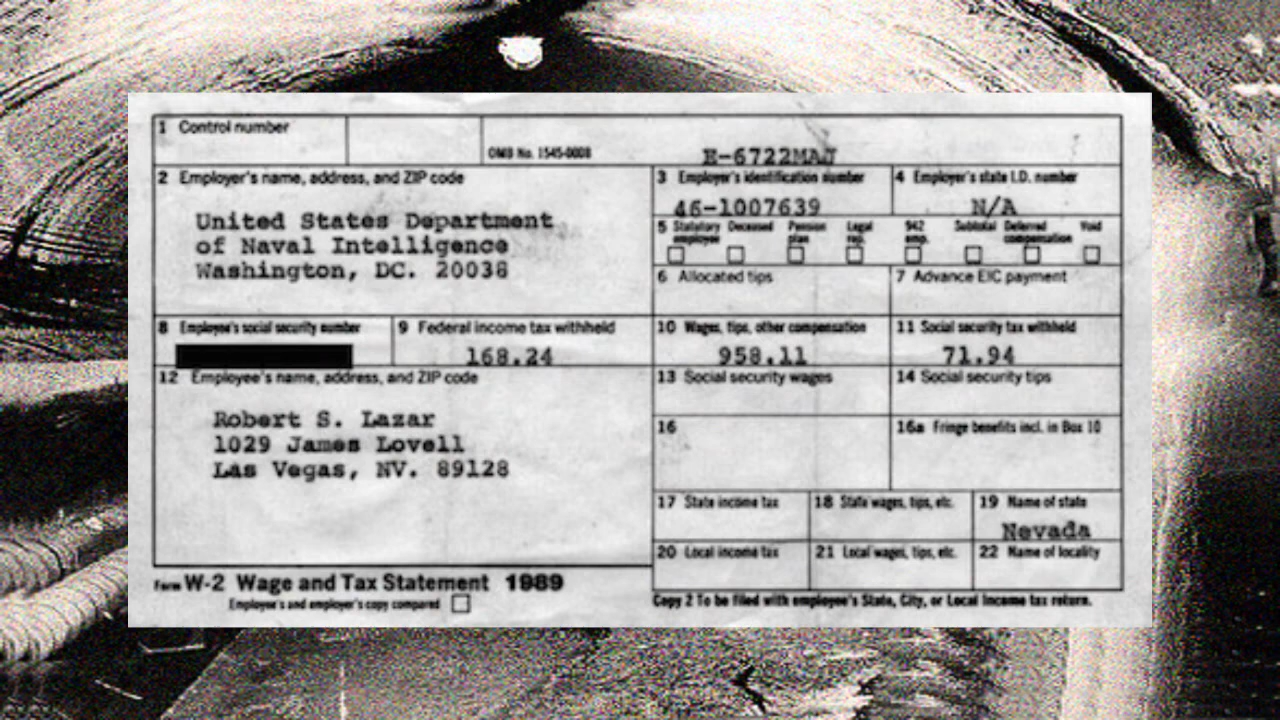 1 Control number
OMB No. 1545-0008
E-6722MAJ
2 Employer's name, address, and ZIP code
United States Department
of Naval Intelligence
Washington, DC. 20038
3 Employer's identification number
46-1007639
4 Employer's state I.D. number
N/A
5 Statutory employee Deceased Pension plan Legal rep. 942 emp. Subtotal Deferred compensation Void
6 Allocated tips
7 Advance EIC payment
8 Employee's social security number
9 Federal income tax withheld
168.24
10 Wages, tips, other compensation
958.11
11 Social security tax withheld
71.94
12 Employee's name, address, and ZIP code
Robert S. Lazar
1029 James Lovell
Las Vegas, NV. 89128
13 Social security wages
14 Social security tips
16
16a Fringe benefits incl. in Box 10
17 State income tax
18 State wages, tips, etc.
19 Name of state
Nevada
20 Local income tax
21 Local wages, tips, etc.
22 Name of locality
Form W-2 Wage and Tax Statement 1989
Employee's and employer's copy compared
Copy 2 To be filed with employee's State, City, or Local Income tax return.